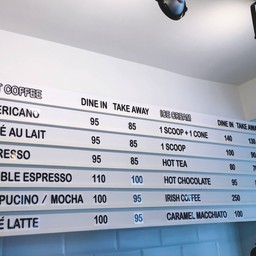 T COFFEE DINE IN TAKE AWAY ICE CREAM DINE IN TAKE AWAY
ERICANO 95 85 1 SCOOP + 1 CONE 140 130
É AU LAIT 95 85 1 SCOOP 100
RESSO 95 85 HOT TEA 80
BLE ESPRESSO 110 100 HOT CHOCOLATE 95
PUCINO / MOCHA 100 95 IRISH COFFEE 250
É LATTE 100 95 CARAMEL MACCHIATO 100